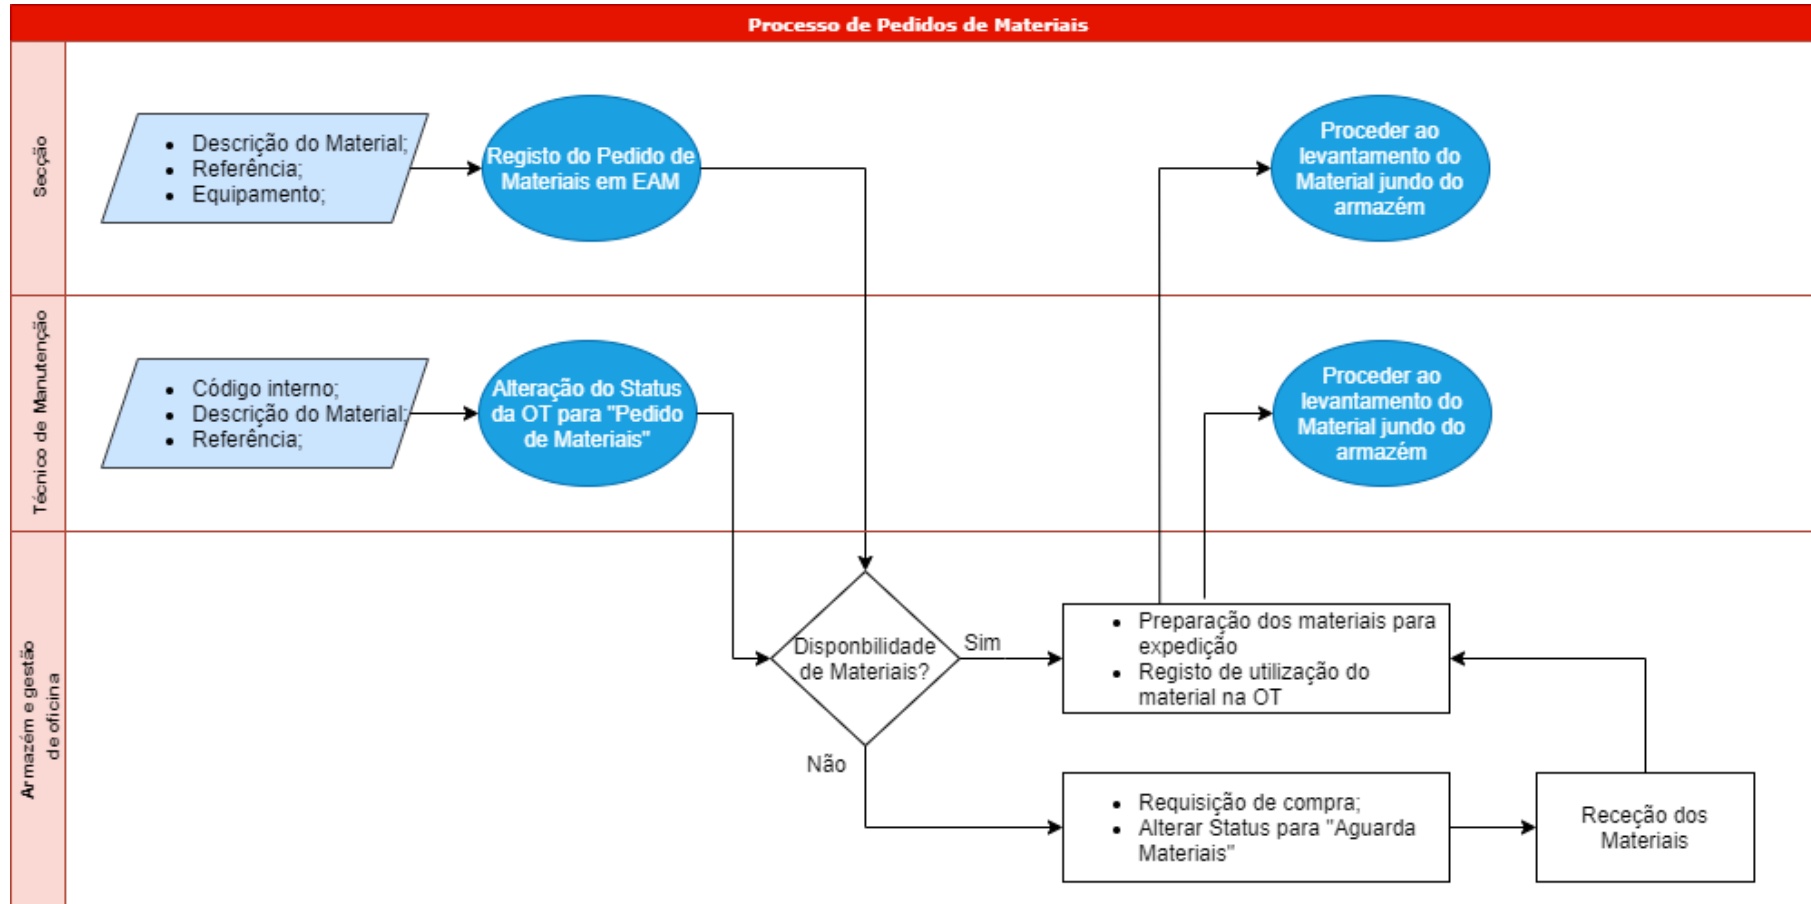 Processo de Pedidos de Materiais
Secção
Descrição do Material;
Referência;
Equipamento;
Registo do Pedido de
Materiais em EAM
Proceder ao
levantamento do
Material jundo do
armazém
Técnico de Manutenção
Código interno;
Descrição do Material;
Referência;
Alteração do Status
da OT para "Pedido
de Materiais"
Proceder ao
levantamento do
Material jundo do
armazém
Armazém e gestão
de oficina
Disponbilidade
de Materiais?
Sim
Não
Preparação dos materiais para
expedição
Registo de utilização do
material na OT
Requisição de compra;
Alterar Status para "Aguarda
Materiais"
Receção dos
Materiais